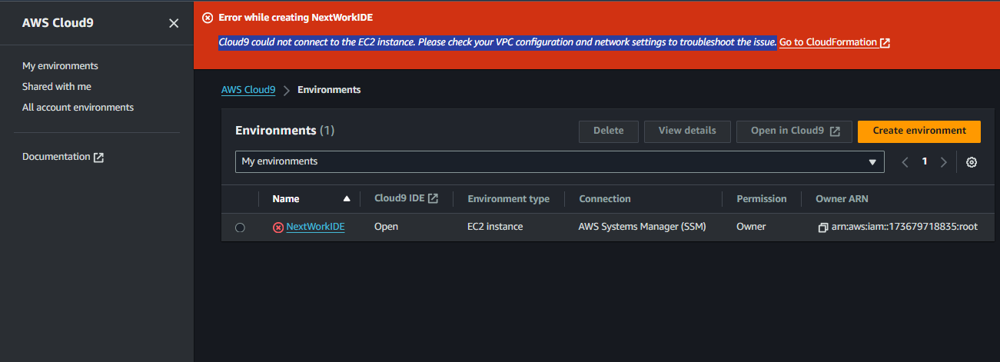 AWS Cloud9
My environments
Shared with me
All account environments
Documentation
Error while creating NextWorkIDE
Cloud9 could not connect to the EC2 instance. Please check your VPC configuration and network settings to troubleshoot the issue. Go to CloudFormation
AWS Cloud9 > Environments
Environments (1)
Delete
View details
Open in Cloud9
Create environment
My environments
1
Name Cloud9 IDE Environment type Connection Permission Owner ARN
NextWorkIDE Open EC2 instance AWS Systems Manager (SSM) Owner arn:aws:iam::173679718835:root